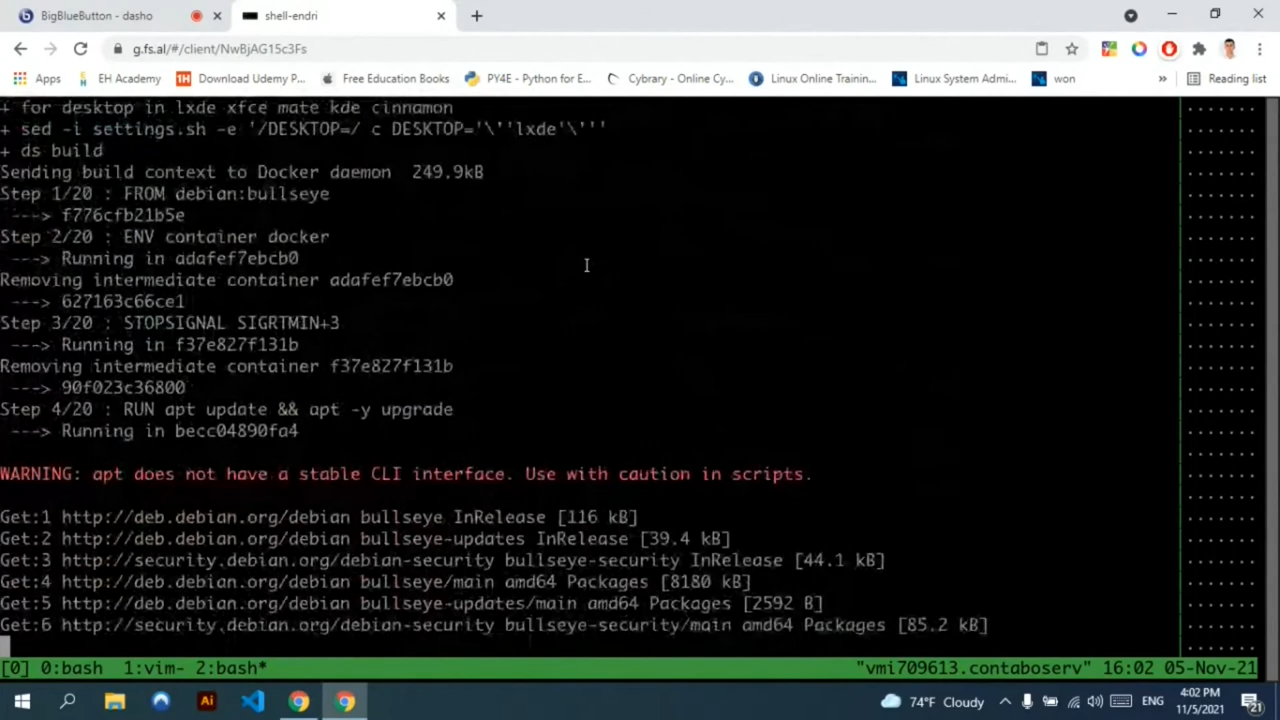 BigBlueButton - dasho
shell-endri
g.fs.al/#/client/NwBjAG15c3Fs
Apps
EH Academy
Download Udemy P...
Free Education Books
PY4E - Python for E...
Cybrary - Online Cy...
Linux Online Trainin...
Linux System Admi...
won
»
Reading list
+ for desktop in lxde xfce mate kde cinnamon
+ sed -i settings.sh -e '/DESKTOP=/ c DESKTOP='\''lxde'\'''
+ ds build
Sending build context to Docker daemon  249.9kB
Step 1/20 : FROM debian:bullseye
 ---> f776cfb21b5e
Step 2/20 : ENV container docker
 ---> Running in adafef7ebcb0
Removing intermediate container adafef7ebcb0
 ---> 627163c66ce1
Step 3/20 : STOPSIGNAL SIGRTMIN+3
 ---> Running in f37e827f131b
Removing intermediate container f37e827f131b
 ---> 90f023c36800
Step 4/20 : RUN apt update && apt -y upgrade
 ---> Running in becc04890fa4
WARNING: apt does not have a stable CLI interface. Use with caution in scripts.
Get:1 http://deb.debian.org/debian bullseye InRelease [116 kB]
Get:2 http://deb.debian.org/debian bullseye-updates InRelease [39.4 kB]
Get:3 http://security.debian.org/debian-security bullseye-security InRelease [44.1 kB]
Get:4 http://deb.debian.org/debian bullseye/main amd64 Packages [8180 kB]
Get:5 http://deb.debian.org/debian bullseye-updates/main amd64 Packages [2592 B]
Get:6 http://security.debian.org/debian-security bullseye-security/main amd64 Packages [85.2 kB]
[0] 0:bash  1:vim- 2:bash*
"vmi709613.contaboserv" 16:02 05-Nov-21
Ai
74°F Cloudy
ENG
4:02 PM
11/5/2021
21